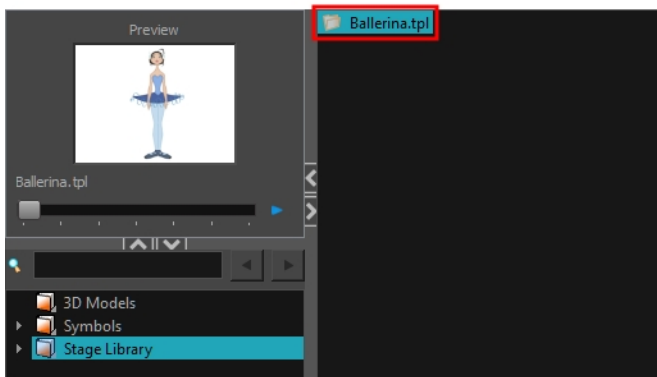 Preview
Ballerina.tpl
Ballerina.tpl
3D Models
Symbols
Stage Library